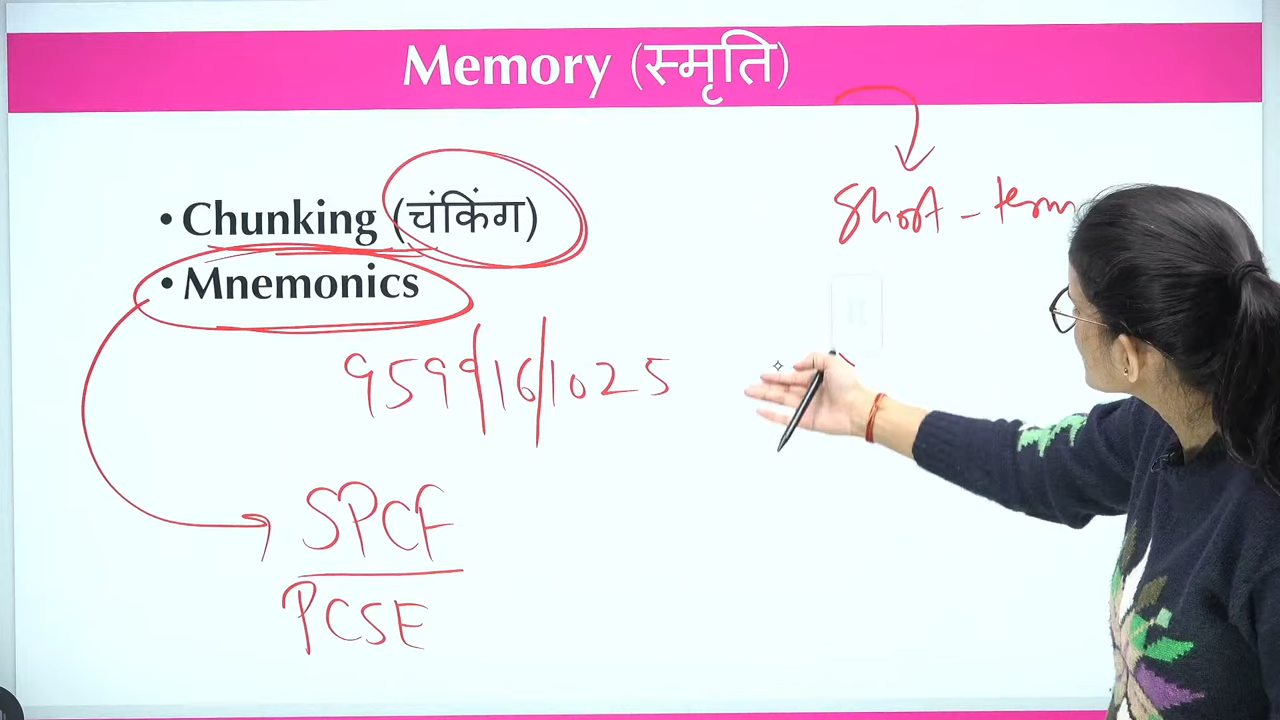 Memory (स्मृति)
Short-term
• Chunking (चंकिंग)
• Mnemonics
9599/16/1025
SPCF
PCSE